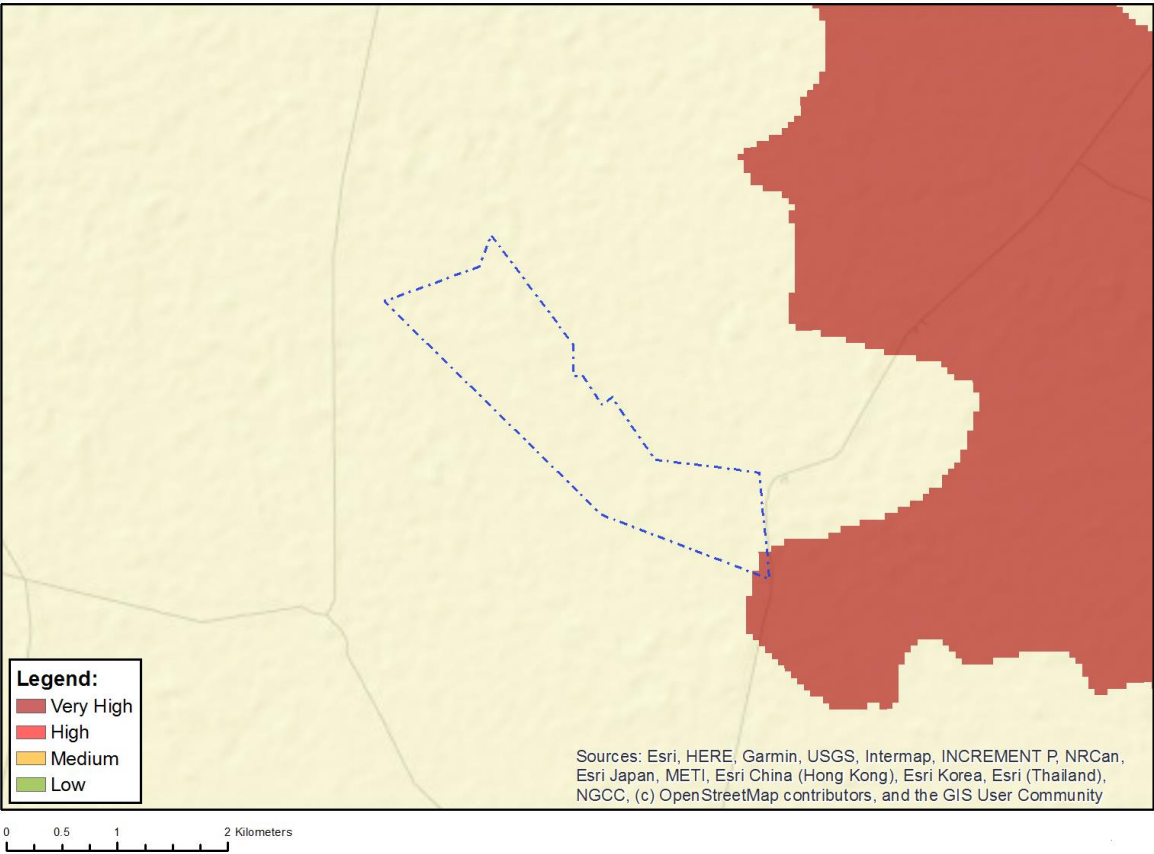 Legend:
Very High
High
Medium
Low
Sources: Esri, HERE, Garmin, USGS, Intermap, INCREMENT P, NRCan,
Esri Japan, METI, Esri China (Hong Kong), Esri Korea, Esri (Thailand),
NGCC, (c) OpenStreetMap contributors, and the GIS User Community
0 0.5 1 2 Kilometers